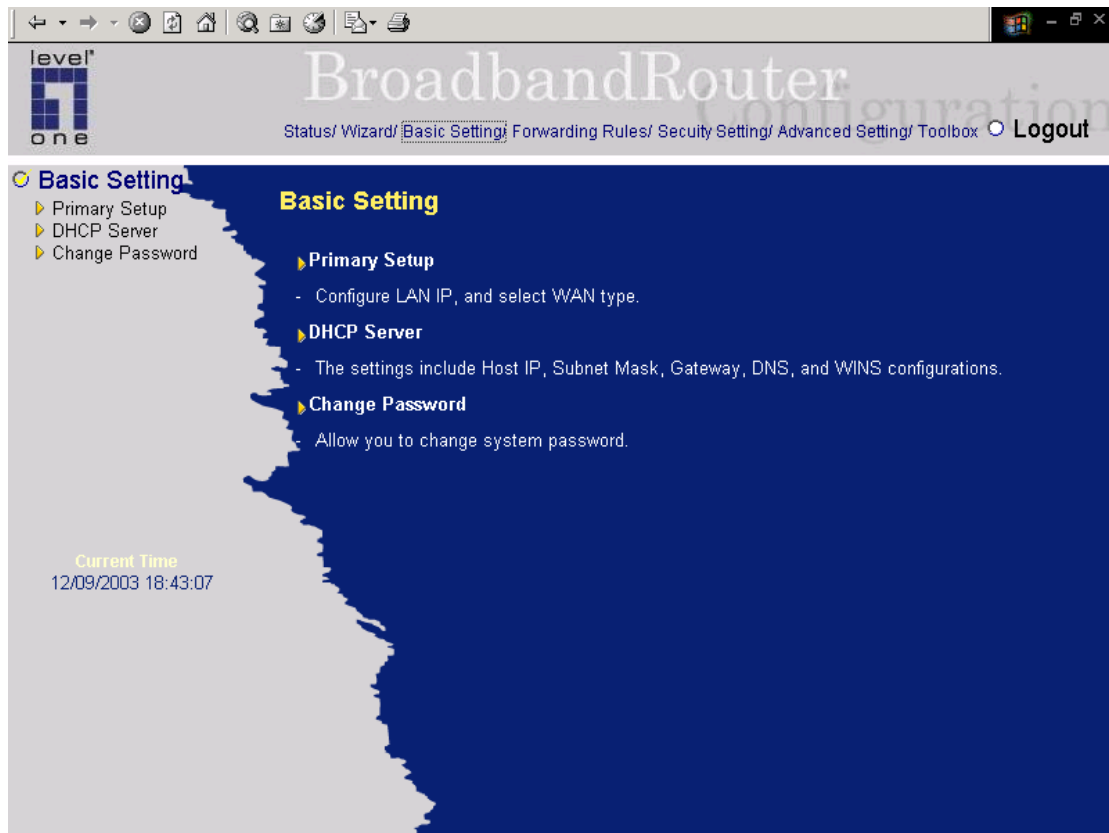 level
one
BroadbandRouter
Configuration
Status/ Wizard/ Basic Setting/ Forwarding Rules/ Secuity Setting/ Advanced Setting/ Toolbox Logout
Basic Setting
Primary Setup
DHCP Server
Change Password
Current Time
12/09/2003 18:43:07
Basic Setting
Primary Setup
- Configure LAN IP, and select WAN type.
DHCP Server
- The settings include Host IP, Subnet Mask, Gateway, DNS, and WINS configurations.
Change Password
- Allow you to change system password.